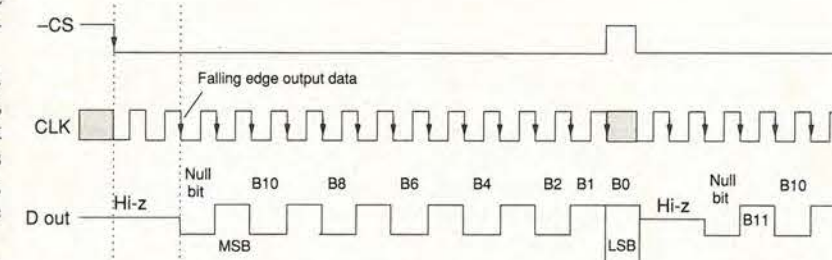 –CS
Falling edge output data
CLK
Null bit
B10 B8 B6 B4 B2 B1 B0
Null bit
B10
Hi-z
Hi-z
D out
B11
MSB
LSB